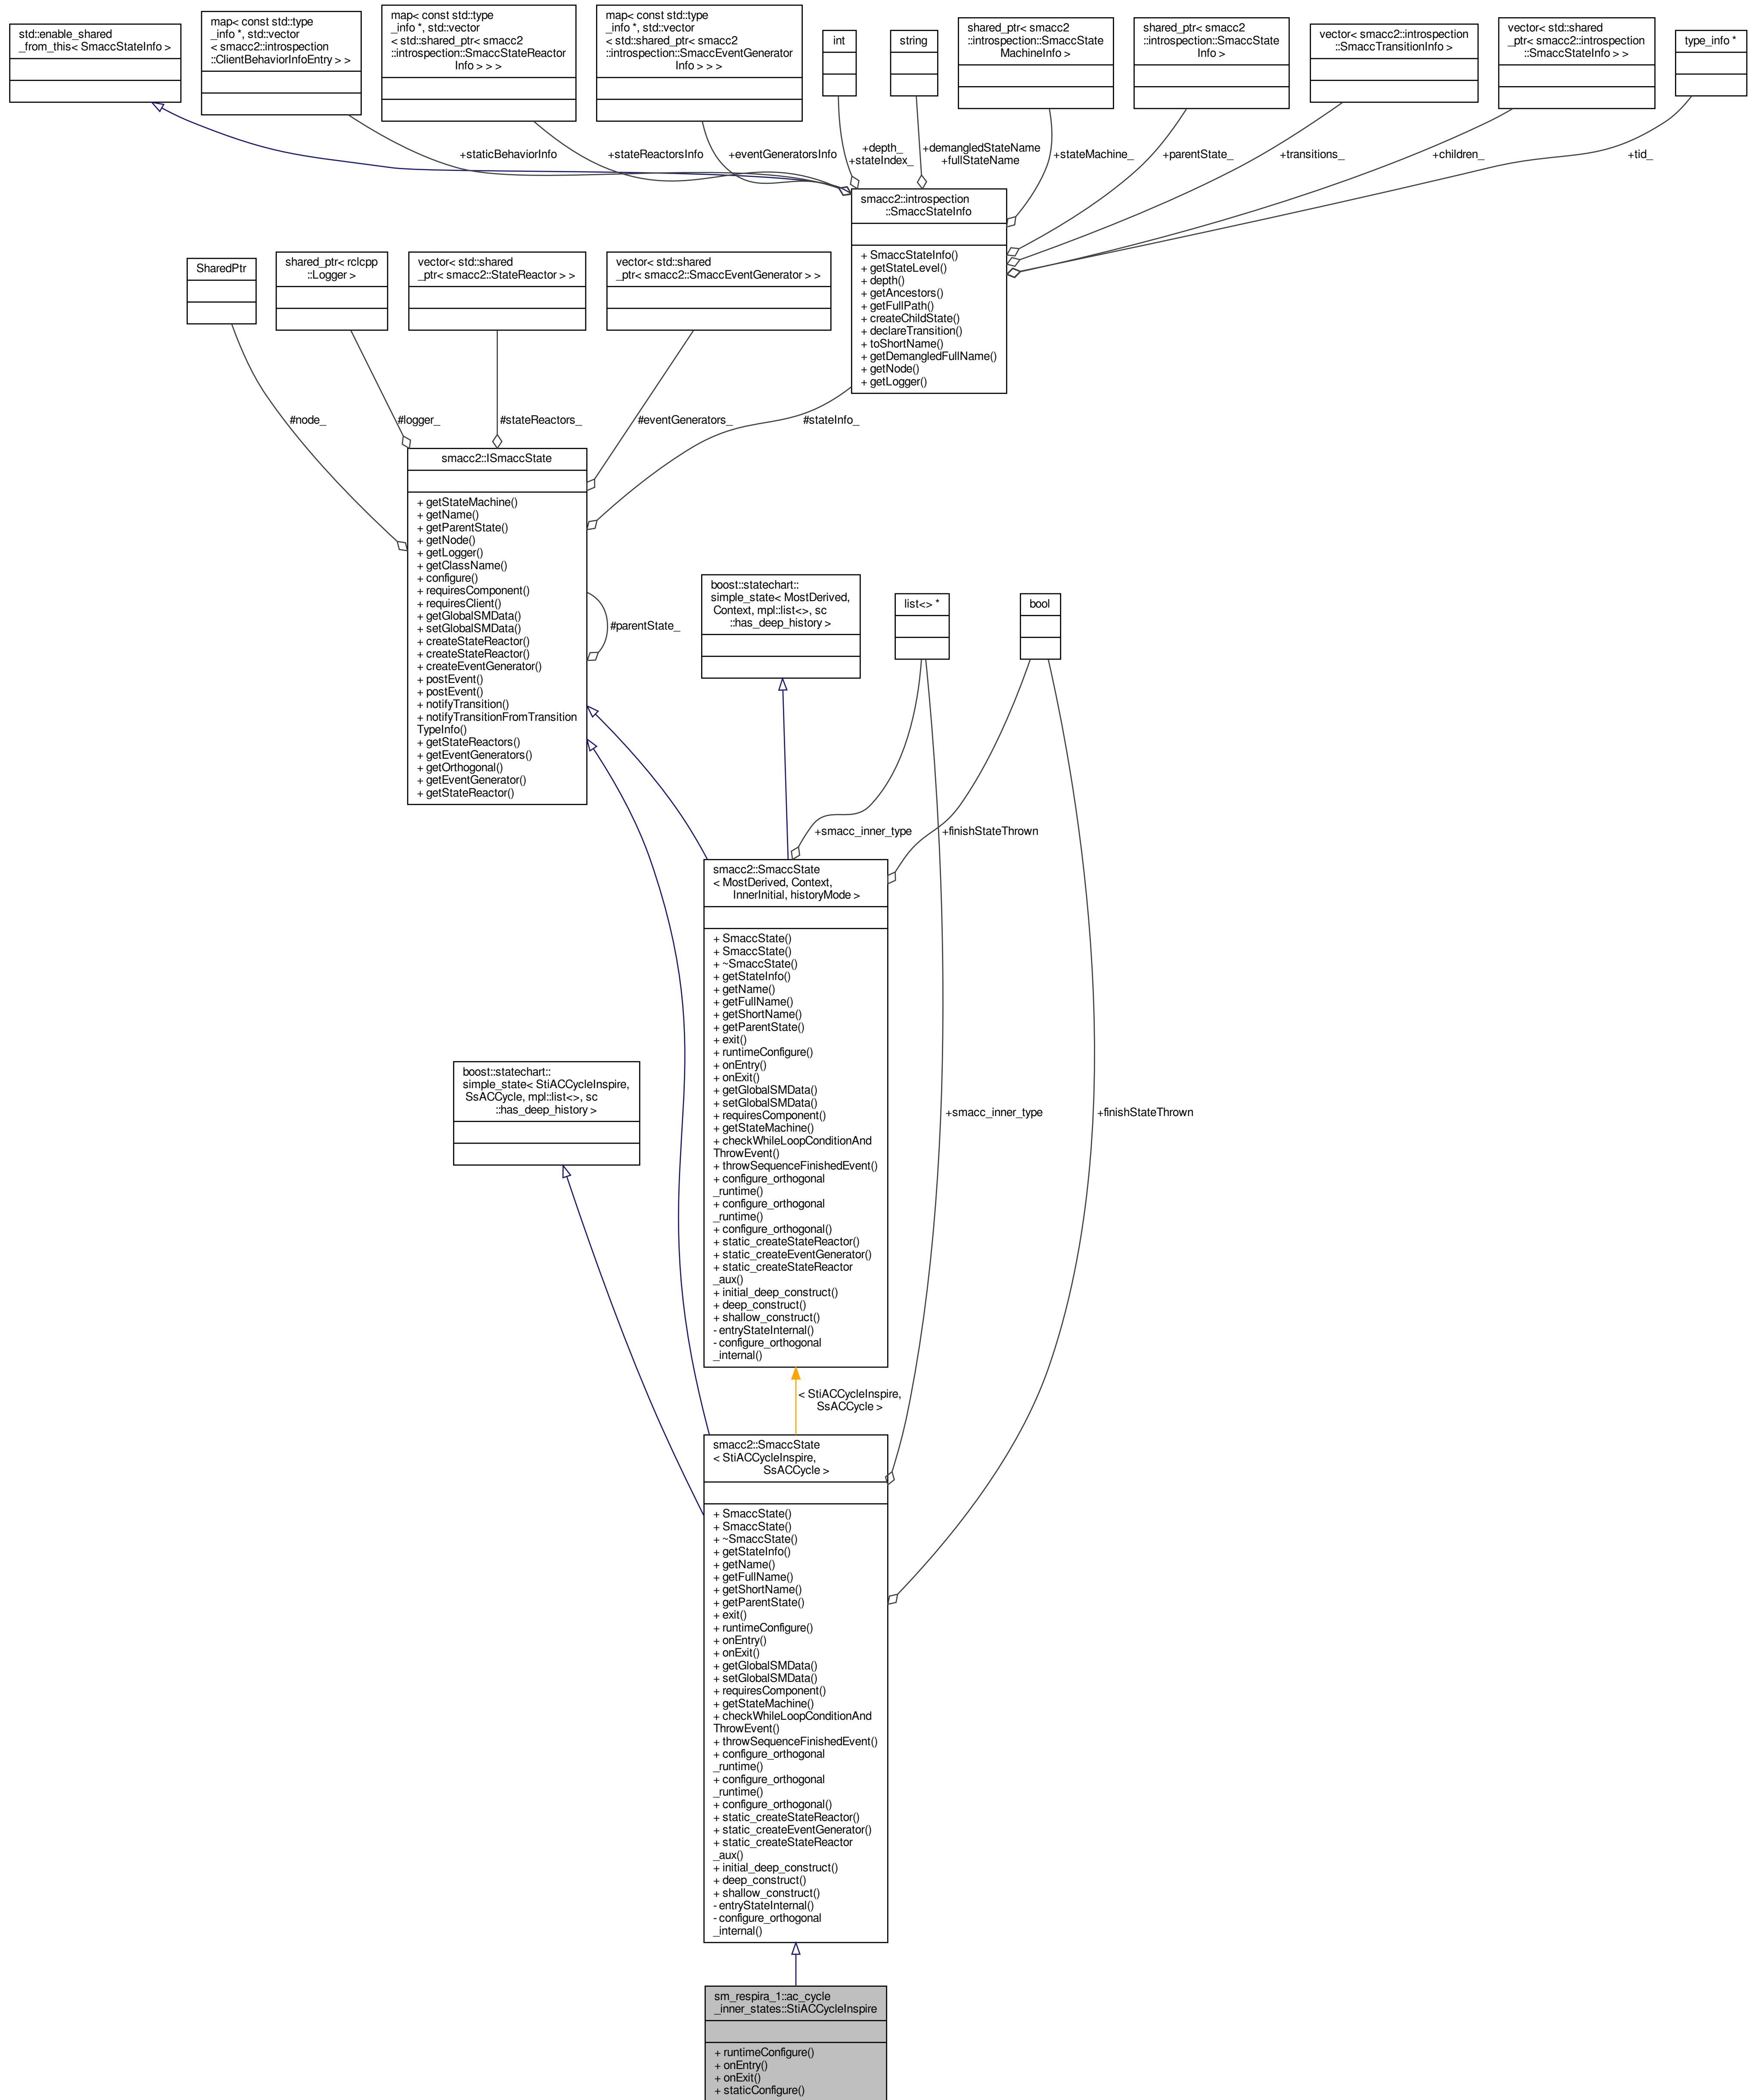 std::enable_shared
_from_this< SmaccStateInfo >
map< const std::type
_info *, std::vector
< smacc2::introspection
::ClientBehaviorInfoEntry > >
map< const std::type
_info *, std::vector
< std::shared_ptr< smacc2
::introspection::SmaccStateReactor
Info > > >
map< const std::type
_info *, std::vector
< std::shared_ptr< smacc2
::introspection::SmaccEventGenerator
Info > > >
int
string
shared_ptr< smacc2
::introspection::SmaccState
MachineInfo >
shared_ptr< smacc2
::introspection::SmaccState
Info >
vector< smacc2::introspection
::SmaccTransitionInfo >
vector< std::shared
_ptr< smacc2::introspection
::SmaccStateInfo > >
type_info *
+staticBehaviorInfo
+stateReactorsInfo
+eventGeneratorsInfo
+depth_
+stateIndex_
+demangledStateName
+fullStateName
+stateMachine_
+parentState_
+transitions_
+children_
+tid_
smacc2::introspection
::SmaccStateInfo
+ SmaccStateInfo()
+ getStateLevel()
+ depth()
+ getAncestors()
+ getFullPath()
+ createChildState()
+ declareTransition()
+ toShortName()
+ getDemangledFullName()
+ getNode()
+ getLogger()
SharedPtr
shared_ptr< rclcpp
::Logger >
vector< std::shared
_ptr< smacc2::StateReactor > >
vector< std::shared
_ptr< smacc2::SmaccEventGenerator > >
#node_
#logger_
#stateReactors_
#eventGenerators_
#stateInfo_
smacc2::ISmaccState
+ getStateMachine()
+ getName()
+ getParentState()
+ getNode()
+ getLogger()
+ getClassName()
+ configure()
+ requiresComponent()
+ requiresClient()
+ getGlobalSMData()
+ setGlobalSMData()
+ createStateReactor()
+ createStateReactor()
+ createEventGenerator()
+ postEvent()
+ postEvent()
+ notifyTransition()
+ notifyTransitionFromTransition
TypeInfo()
+ getStateReactors()
+ getEventGenerators()
+ getOrthogonal()
+ getEventGenerator()
+ getStateReactor()
#parentState_
boost::statechart::
simple_state< MostDerived,
Context, mpl::list<>, sc
::has_deep_history >
list<> *
bool
+smacc_inner_type
+finishStateThrown
smacc2::SmaccState
< MostDerived, Context,
InnerInitial, historyMode >
+ SmaccState()
+ SmaccState()
+ ~SmaccState()
+ getStateInfo()
+ getName()
+ getFullName()
+ getShortName()
+ getParentState()
+ exit()
+ runtimeConfigure()
+ onEntry()
+ onExit()
+ getGlobalSMData()
+ setGlobalSMData()
+ requiresComponent()
+ getStateMachine()
+ checkWhileLoopConditionAnd
ThrowEvent()
+ throwSequenceFinishedEvent()
+ configure_orthogonal
_runtime()
+ configure_orthogonal
_runtime()
+ configure_orthogonal()
+ static_createStateReactor()
+ static_createEventGenerator()
+ static_createStateReactor
_aux()
+ initial_deep_construct()
+ deep_construct()
+ shallow_construct()
- entryStateInternal()
- configure_orthogonal
_internal()
boost::statechart::
simple_state< StiACCycleInspire,
SsACCycle, mpl::list<>, sc
::has_deep_history >
+smacc_inner_type
+finishStateThrown
< StiACCycleInspire,
SsACCycle >
smacc2::SmaccState
< StiACCycleInspire,
SsACCycle >
+ SmaccState()
+ SmaccState()
+ ~SmaccState()
+ getStateInfo()
+ getName()
+ getFullName()
+ getShortName()
+ getParentState()
+ exit()
+ runtimeConfigure()
+ onEntry()
+ onExit()
+ getGlobalSMData()
+ setGlobalSMData()
+ requiresComponent()
+ getStateMachine()
+ checkWhileLoopConditionAnd
ThrowEvent()
+ throwSequenceFinishedEvent()
+ configure_orthogonal
_runtime()
+ configure_orthogonal
_runtime()
+ configure_orthogonal()
+ static_createStateReactor()
+ static_createEventGenerator()
+ static_createStateReactor
_aux()
+ initial_deep_construct()
+ deep_construct()
+ shallow_construct()
- entryStateInternal()
- configure_orthogonal
_internal()
sm_respira_1::ac_cycle
_inner_states::StiACCycleInspire
+ runtimeConfigure()
+ onEntry()
+ onExit()
+ staticConfigure()